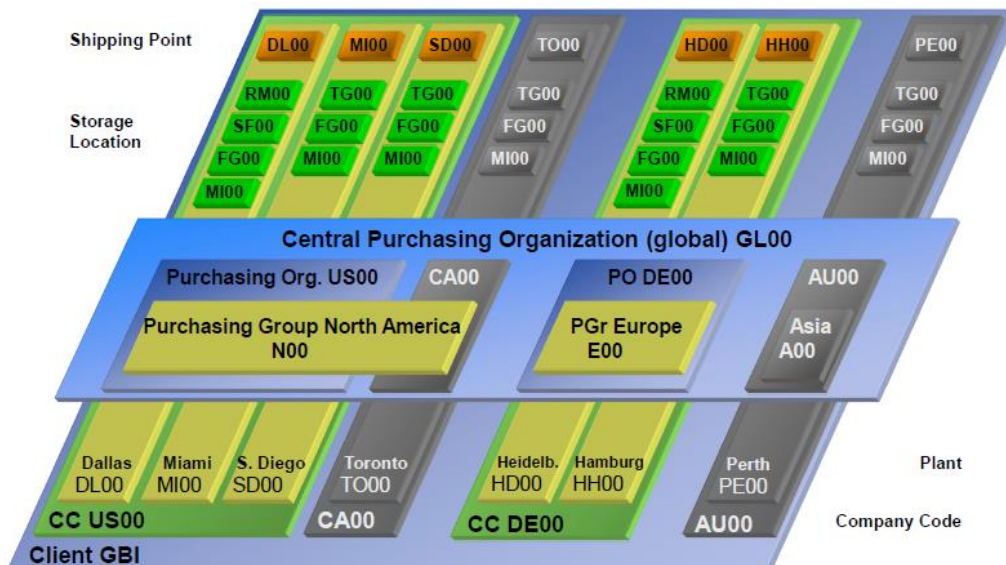 Shipping Point
DL00 MI00 SD00 TO00 HD00 HH00 PE00
Storage
Location
RM00 TG00 TG00 TG00 RM00 TG00 TG00
SF00 FG00 FG00 FG00 SF00 FG00 FG00
FG00 MI00 MI00 MI00 FG00 MI00 MI00
MI00 MI00
Central Purchasing Organization (global) GL00
Purchasing Org. US00 CA00 PO DE00 AU00
Purchasing Group North America
N00
PGr Europe
E00
Asia
A00
Dallas Miami S. Diego Toronto Heidelb. Hamburg Perth Plant
DL00 MI00 SD00 TO00 HD00 HH00 PE00
CC US00 CA00 CC DE00 AU00 Company Code
Client GBI